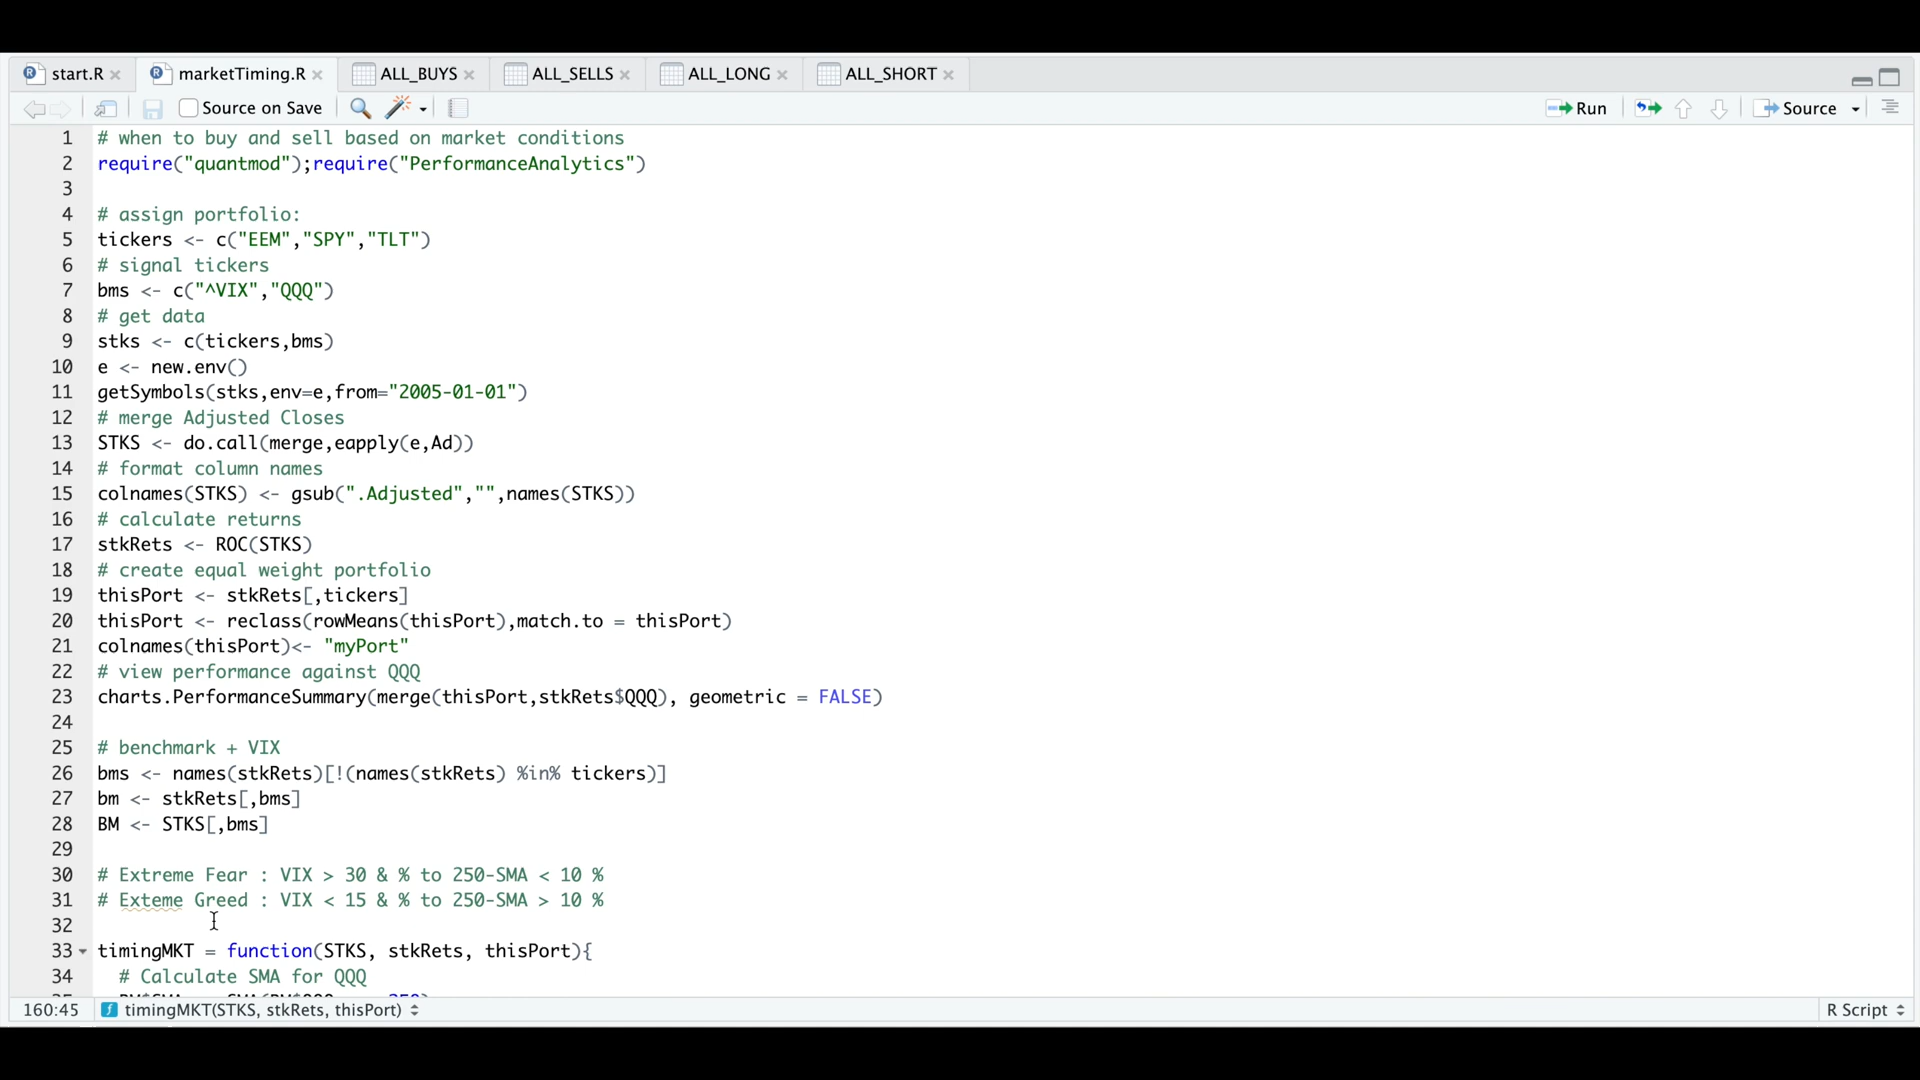 start.R
marketTiming.R
ALL_BUYS
ALL_SELLS
ALL_LONG
ALL_SHORT
Source on Save
Run
Source
1 # when to buy and sell based on market conditions
2 require("quantmod");require("PerformanceAnalytics")
3
4 # assign portfolio:
5 tickers <- c("EEM","SPY","TLT")
6 # signal tickers
7 bms <- c("^VIX","QQQ")
8 # get data
9 stks <- c(tickers,bms)
10 e <- new.env()
11 getSymbols(stks,env=e,from="2005-01-01")
12 # merge Adjusted Closes
13 STKS <- do.call(merge,eapply(e,Ad))
14 # format column names
15 colnames(STKS) <- gsub(".Adjusted","",names(STKS))
16 # calculate returns
17 stkRets <- ROC(STKS)
18 # create equal weight portfolio
19 thisPort <- stkRets[,tickers]
20 thisPort <- reclass(rowMeans(thisPort),match.to = thisPort)
21 colnames(thisPort)<- "myPort"
22 # view performance against QQQ
23 charts.PerformanceSummary(merge(thisPort,stkRets$QQQ), geometric = FALSE)
24
25 # benchmark + VIX
26 bms <- names(stkRets)[!(names(stkRets) %in% tickers)]
27 bm <- stkRets[,bms]
28 BM <- STKS[,bms]
29
30 # Extreme Fear : VIX > 30 & % to 250-SMA < 10 %
31 # Exteme Greed : VIX < 15 & % to 250-SMA > 10 %
32
33 timingMKT = function(STKS, stkRets, thisPort){
34 # Calculate SMA for QQQ
160:45
timingMKT(STKS, stkRets, thisPort)
R Script